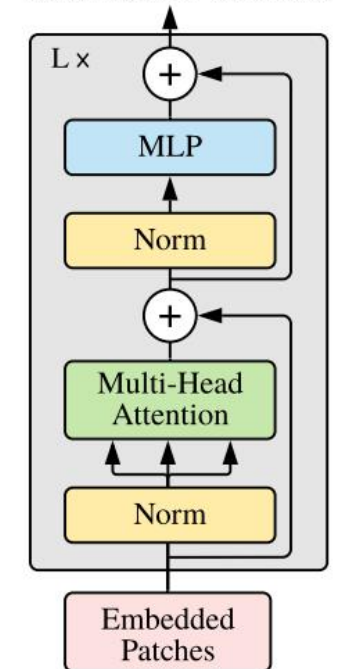 L ×
+
MLP
Norm
+
Multi-Head
Attention
Norm
Embedded
Patches